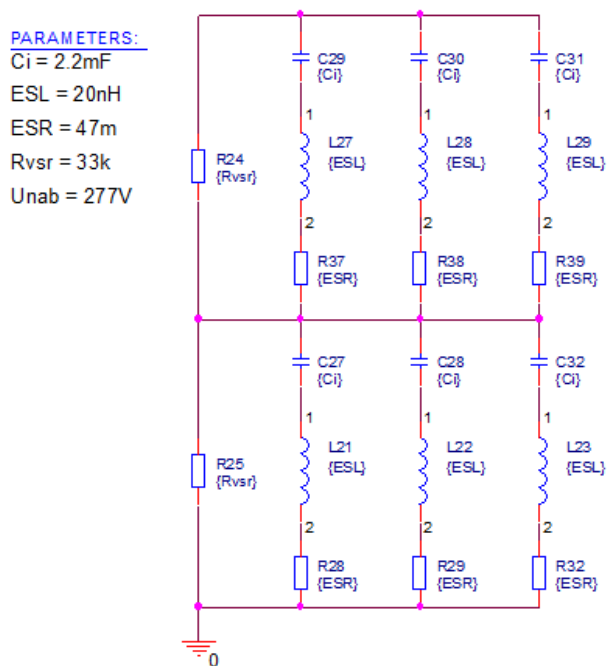 PARAMETERS:
Ci = 2.2mF
ESL = 20nH
ESR = 47m
Rvsr = 33k
Unab = 277V
C29
{Ci}
C30
{Ci}
C31
{Ci}
1
1
1
L27
{ESL}
L28
{ESL}
L29
{ESL}
R24
{Rvsr}
2
2
2
R37
{ESR}
R38
{ESR}
R39
{ESR}
C27
{Ci}
C28
{Ci}
C32
{Ci}
1
1
1
L21
{ESL}
L22
{ESL}
L23
{ESL}
R25
{Rvsr}
2
2
2
R28
{ESR}
R29
{ESR}
R32
{ESR}
0